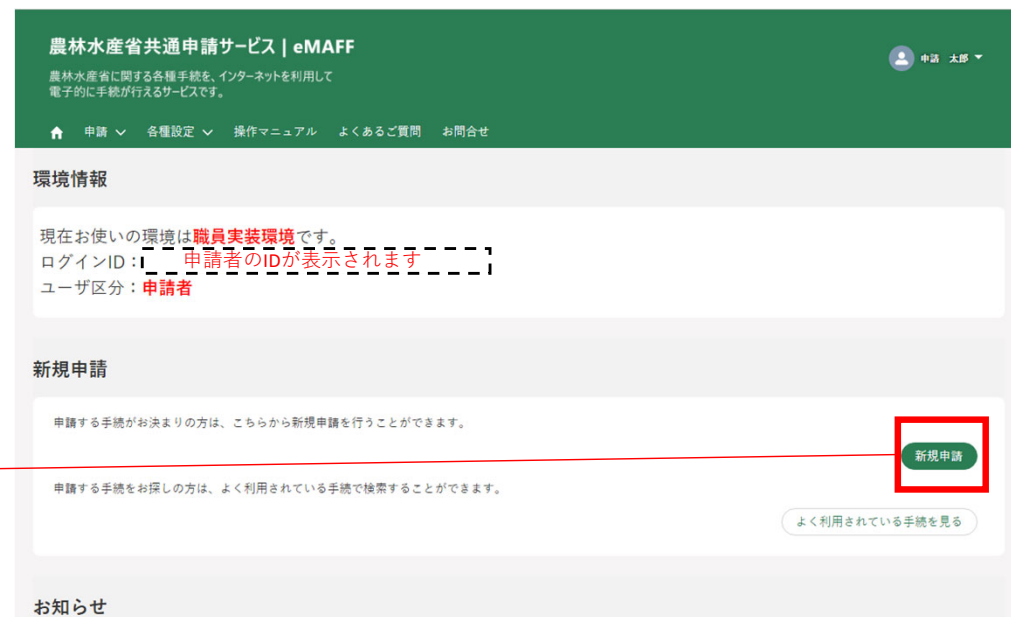 農林水産省共通申請サービス | eMAFF
農林水産省に関する各種手続を、インターネットを利用して
電子的に手続が行えるサービスです。
申請 太郎
申請 各種設定 操作マニュアル よくあるご質問 お問合せ
環境情報
現在お使いの環境は職員実装環境です。
ログインID：申請者のIDが表示されます
ユーザ区分：申請者
新規申請
申請する手続がお決まりの方は、こちらから新規申請を行うことができます。
新規申請
申請する手続をお探しの方は、よく利用されている手続で検索することができます。
よく利用されている手続を見る
お知らせ